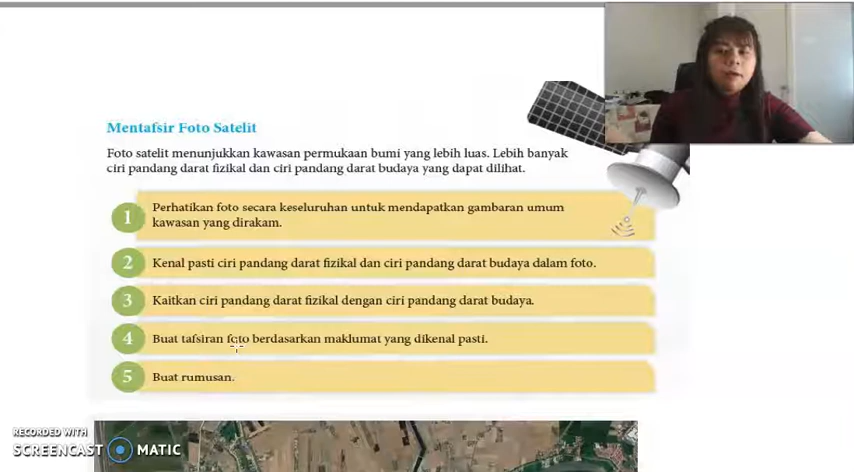 Mentafsir Foto Satelit
Foto satelit menunjukkan kawasan permukaan bumi yang lebih luas. Lebih banyak
ciri pandang darat fizikal dan ciri pandang darat budaya yang dapat dilihat.
1
Perhatikan foto secara keseluruhan untuk mendapatkan gambaran umum
kawasan yang dirakam.
2 Kenal pasti ciri pandang darat fizikal dan ciri pandang darat budaya dalam foto.
3 Kaitkan ciri pandang darat fizikal dengan ciri pandang darat budaya.
4 Buat tafsiran foto berdasarkan maklumat yang dikenal pasti.
5 Buat rumusan.
RECORDED WITH
SCREENCAST MATIC